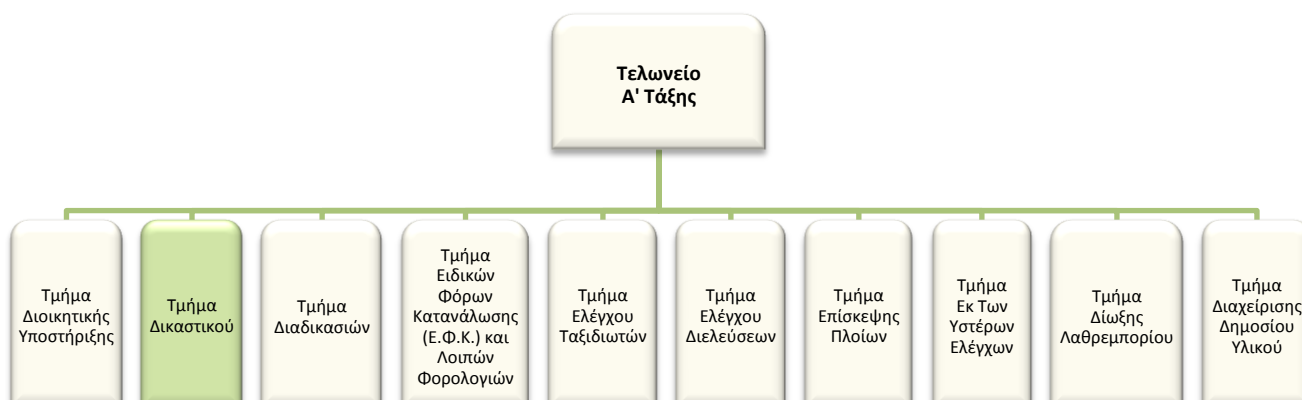 Τελωνείο
Α' Τάξης
Τμήμα
Διοικητικής
Υποστήριξης
Τμήμα
Δικαστικού
Τμήμα
Διαδικασιών
Τμήμα
Ειδικών
Φόρων
Κατανάλωσης
(Ε.Φ.Κ.) και
Λοιπών
Φορολογιών
Τμήμα
Ελέγχου
Ταξιδιωτών
Τμήμα
Ελέγχου
Διελεύσεων
Τμήμα
Επίσκεψης
Πλοίων
Τμήμα
Εκ Των
Υστέρων
Ελέγχων
Τμήμα
Δίωξης
Λαθρεμπορίου
Τμήμα
Διαχείρισης
Δημοσίου
Υλικού